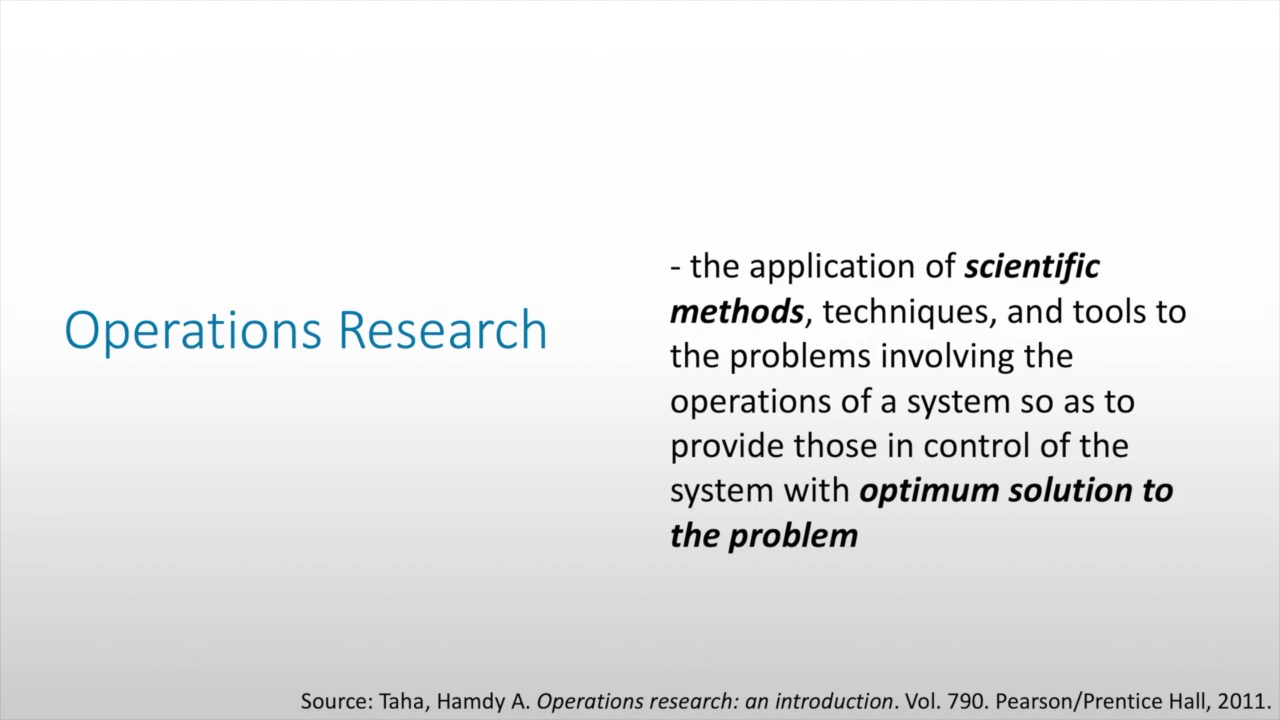 Operations Research
- the application of scientific
methods, techniques, and tools to
the problems involving the
operations of a system so as to
provide those in control of the
system with optimum solution to
the problem
Source: Taha, Hamdy A. Operations research: an introduction. Vol. 790. Pearson/Prentice Hall, 2011.